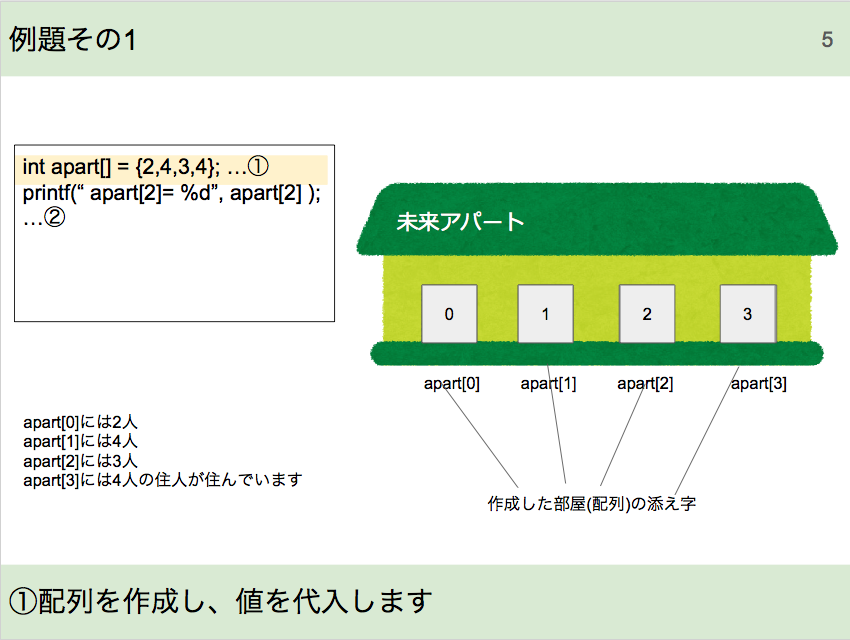 例題その1
5
int apart[] = {2,4,3,4}; …①
printf(“ apart[2]= %d”, apart[2] );
…②
未来アパート
0 1 2 3
apart[0] apart[1] apart[2] apart[3]
apart[0]には2人
apart[1]には4人
apart[2]には3人
apart[3]には4人の住人が住んでいます
作成した部屋(配列)の添え字
①配列を作成し、値を代入します